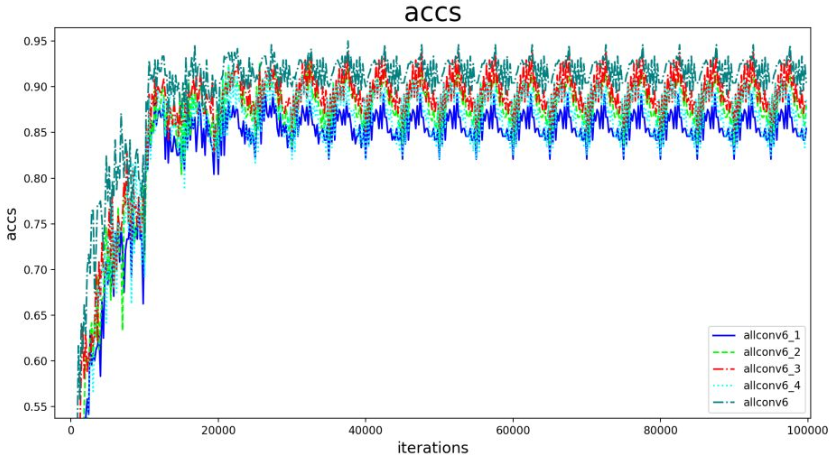 accs
0.95
0.90
0.85
0.80
0.75
0.70
0.65
0.60
0.55
accs
0
20000
40000
60000
80000
100000
iterations
allconv6_1
allconv6_2
allconv6_3
allconv6_4
allconv6